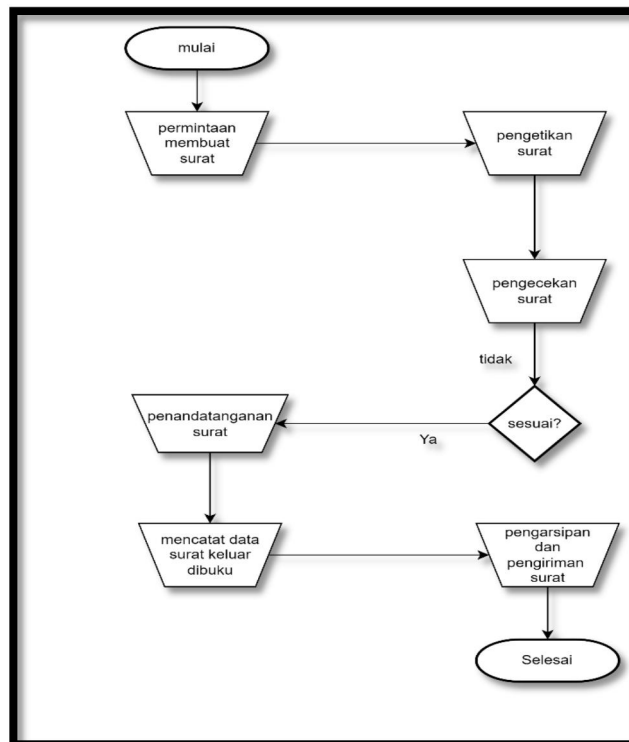 mulai
permintaan
membuat
surat
pengetikan
surat
pengecekan
surat
tidak
sesuai?
Ya
penandatanganan
surat
mencatat data
surat keluar
dibuku
pengarsipan
dan
pengiriman
surat
Selesai